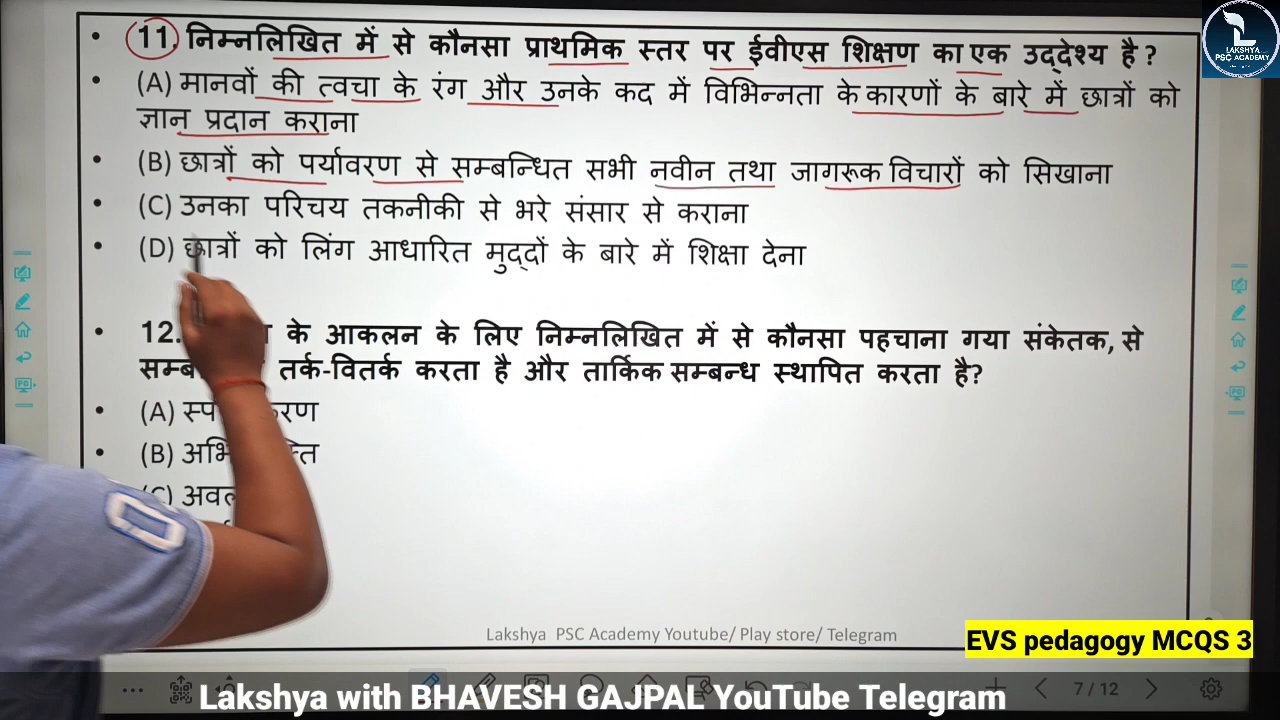 LAKSHYA
PSC ACADEMY
• 11. निम्नलिखित में से कौनसा प्राथमिक स्तर पर ईवीएस शिक्षण का एक उद्देश्य है ?
• (A) मानवों की त्वचा के रंग और उनके कद में विभिन्नता के कारणों के बारे में छात्रों को
ज्ञान प्रदान कराना
• (B) छात्रों को पर्यावरण से सम्बन्धित सभी नवीन तथा जागरूक विचारों को सिखाना
• (C) उनका परिचय तकनीकी से भरे संसार से कराना
• (D) छात्रों को लिंग आधारित मुद्दों के बारे में शिक्षा देना
• 12. के आकलन के लिए निम्नलिखित में से कौनसा पहचाना गया संकेतक, से
तर्क-वितर्क करता है और तार्किक सम्बन्ध स्थापित करता है?
• (A)
• (B)
(C)
Lakshya PSC Academy Youtube/ Play store/ Telegram
EVS pedagogy MCQS 3
7 / 12
Lakshya with BHAVESH GAJPAL YouTube Telegram